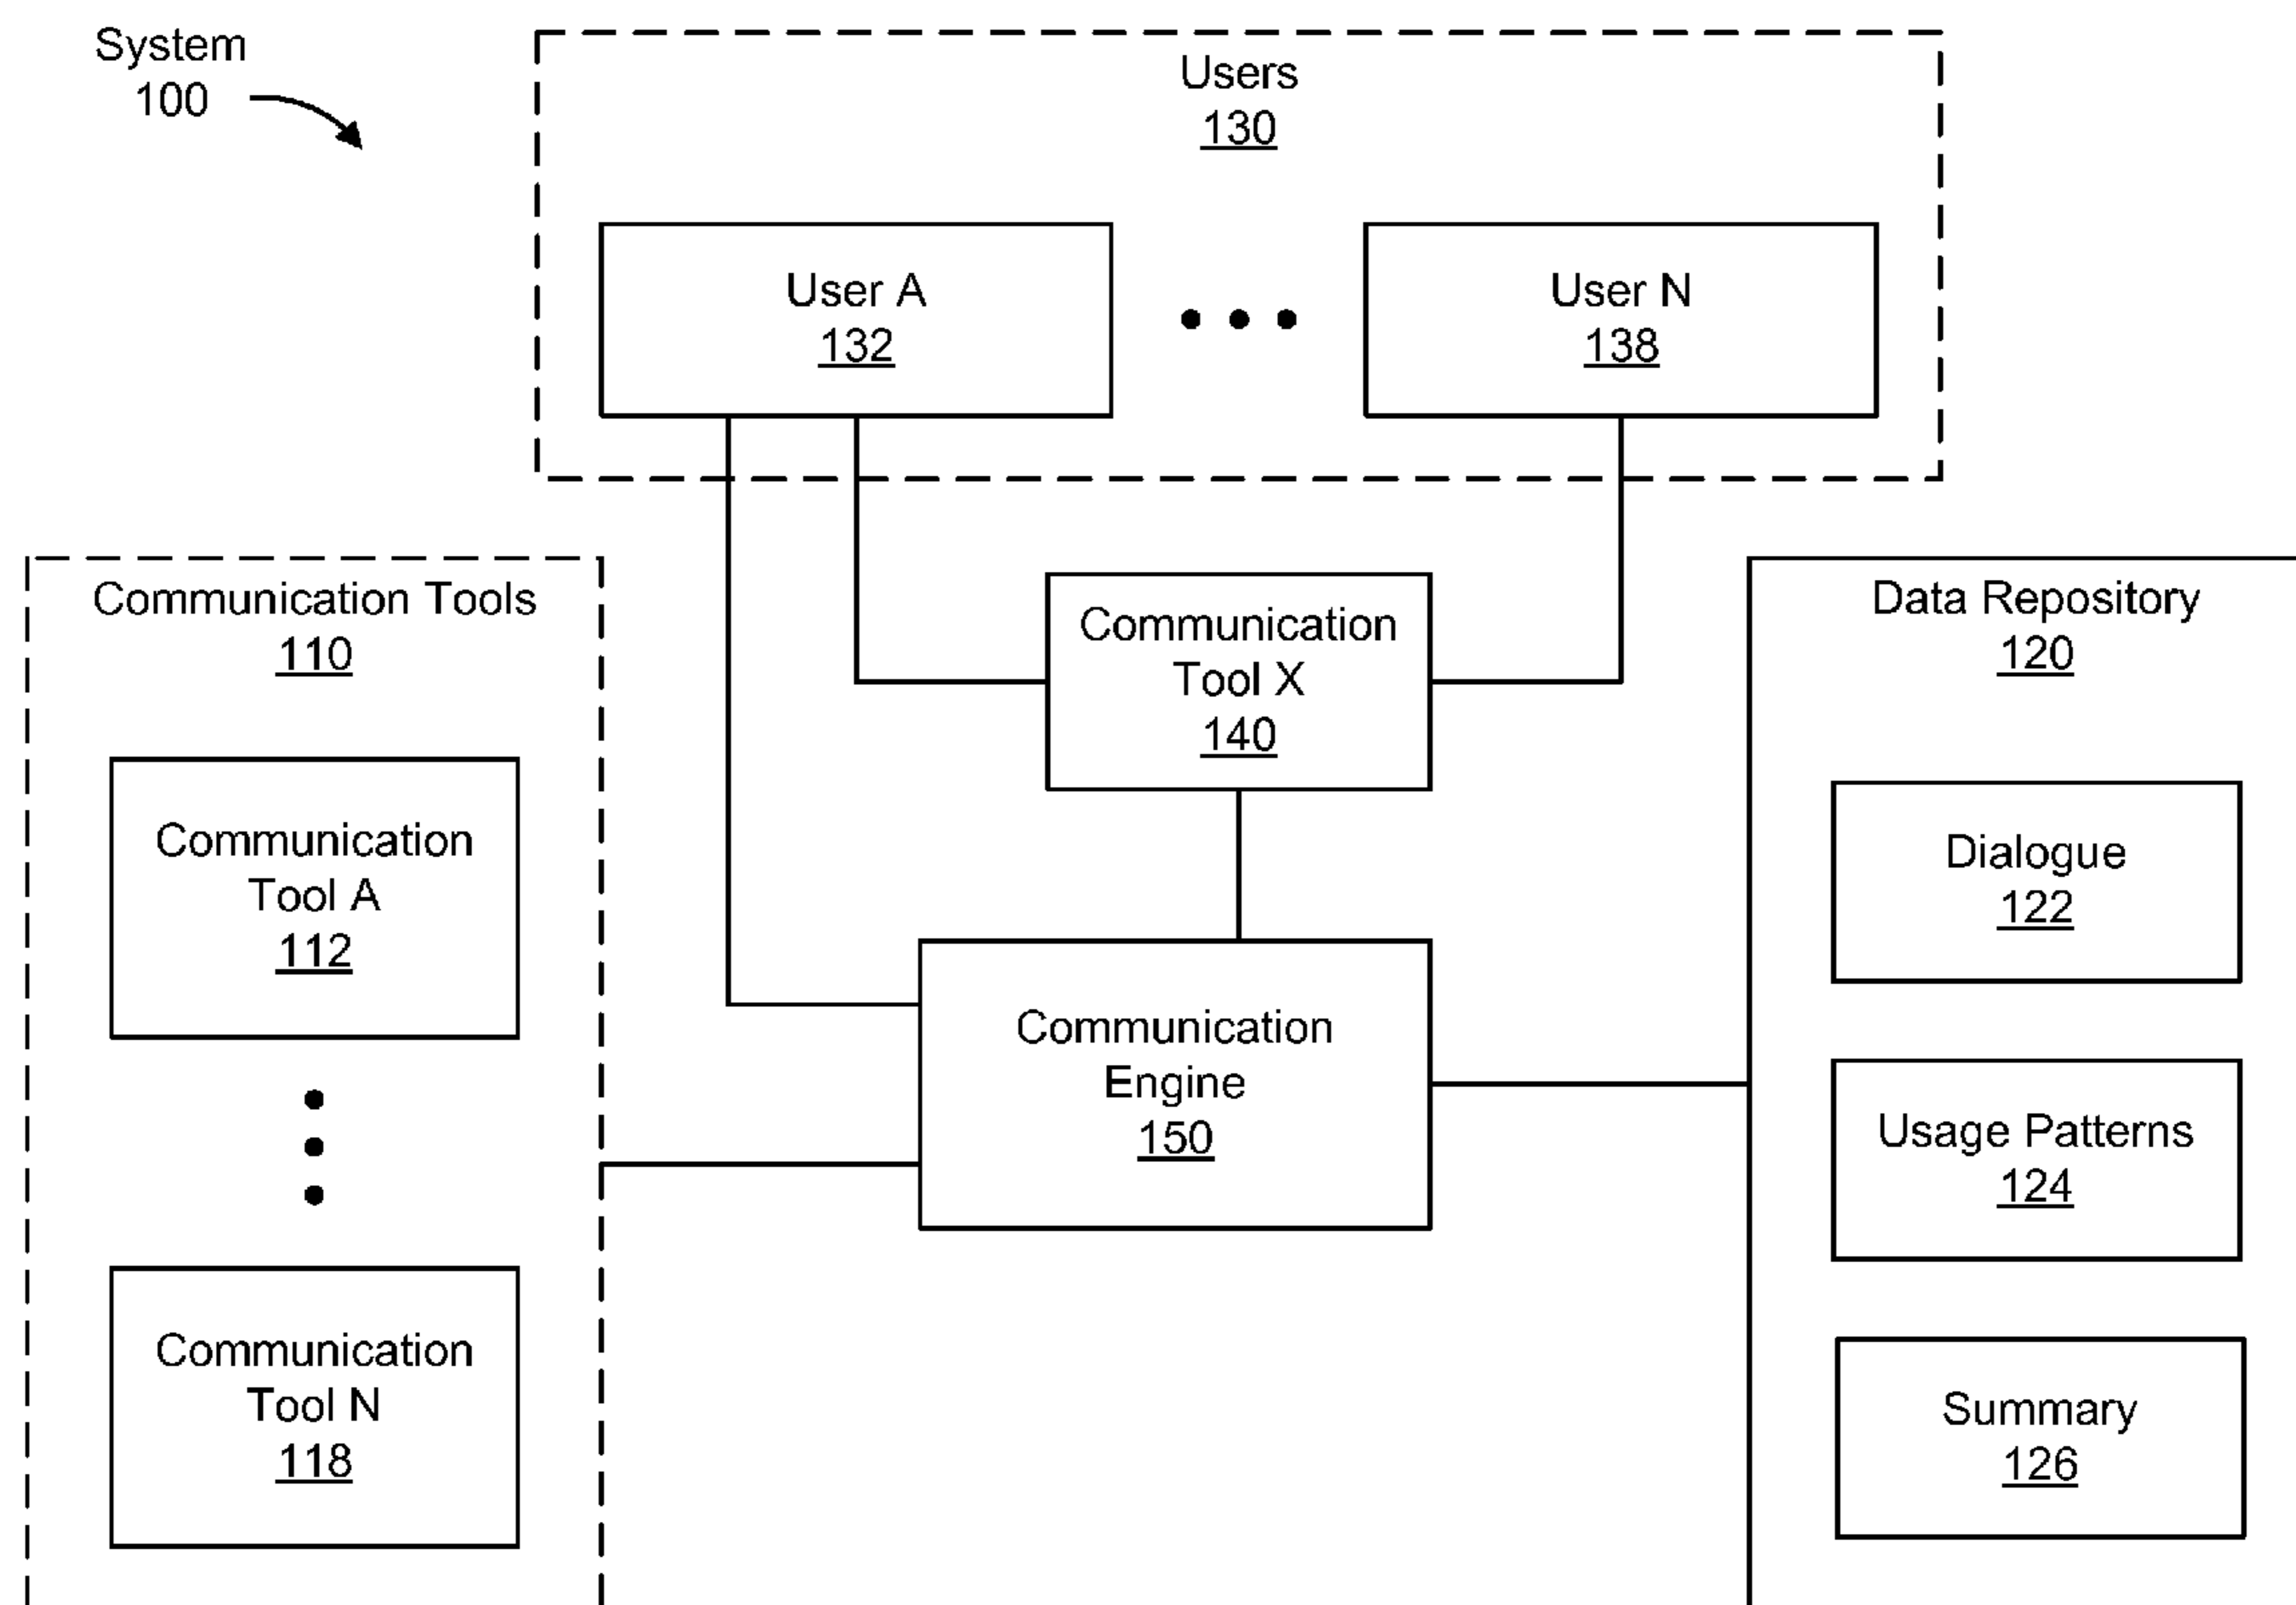 System
100
Users
130
User A
132
User N
138
Communication Tools
110
Communication
Tool A
112
Communication
Tool N
118
Communication
Tool X
140
Communication
Engine
150
Data Repository
120
Dialogue
122
Usage Patterns
124
Summary
126